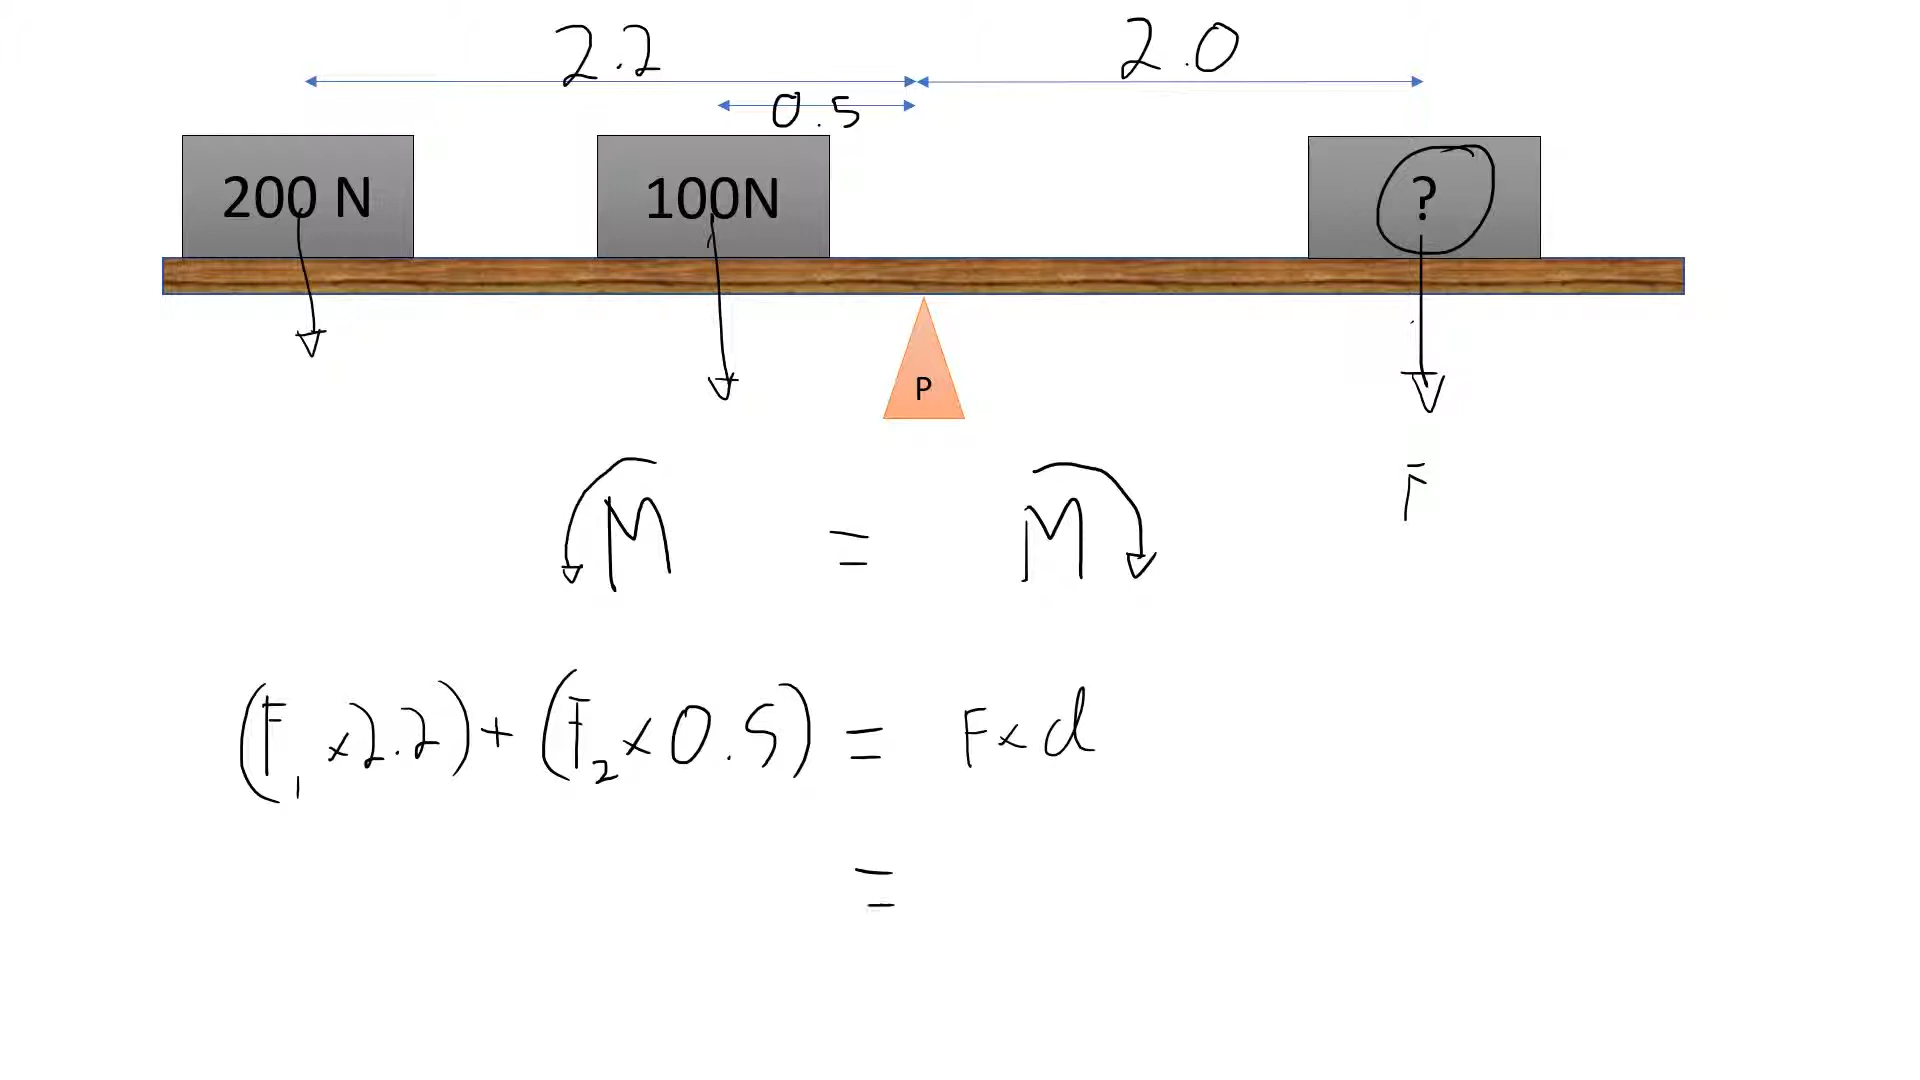 2.2 2.0
0.5
200 N 100N ?
P
M = M F
(F₁ × 2.2) + (F₂ × 0.5) = F × d
=